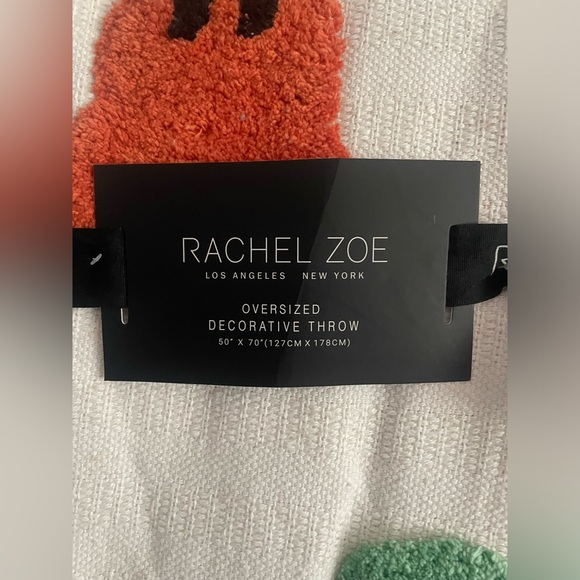 RACHEL ZOE
LOS ANGELES NEW YORK
OVERSIZED
DECORATIVE THROW
50" X 70"(127CM X 178CM)